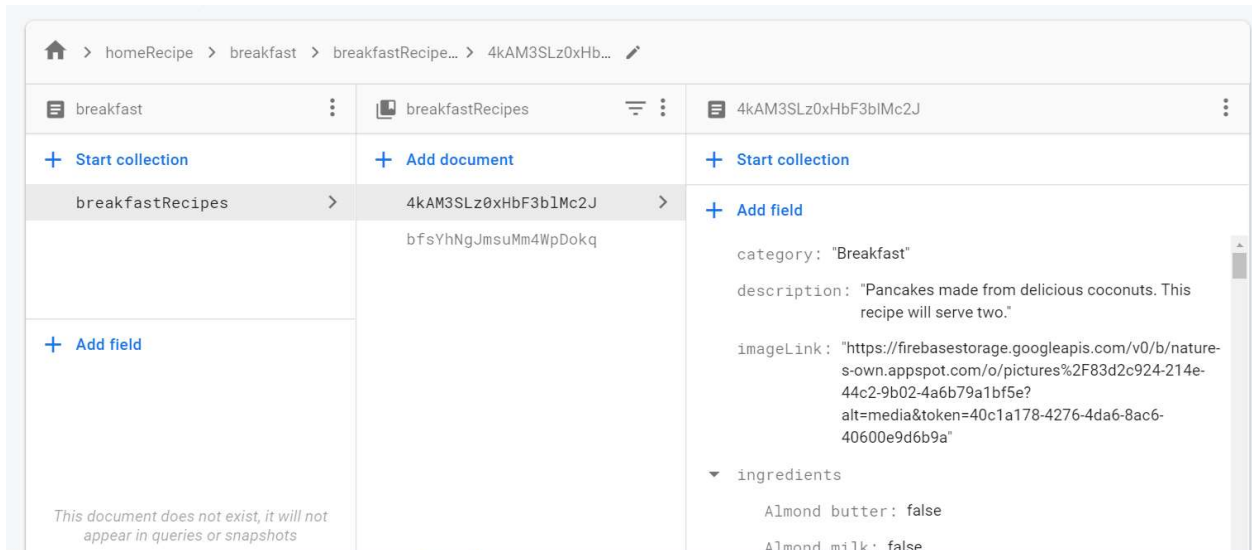 homeRecipe > breakfast > breakfastRecipe... > 4kAM3SLz0xHb...
breakfast
breakfastRecipes
4kAM3SLz0xHbF3blMc2J
+ Start collection
+ Add document
+ Start collection
breakfastRecipes
4kAM3SLz0xHbF3blMc2J
bfsYhNgJmsuMm4WpDokq
+ Add field
+ Add field
category: "Breakfast"
description: "Pancakes made from delicious coconuts. This
recipe will serve two."
imageLink: "https://firebasestorage.googleapis.com/v0/b/nature-
s-own.appspot.com/o/pictures%2F83d2c924-214e-
44c2-9b02-4a6b79a1bf5e?
alt=media&token=40c1a178-4276-4da6-8ac6-
40600e9d6b9a"
ingredients
Almond butter: false
Almond milk: false
This document does not exist, it will not
appear in queries or snapshots